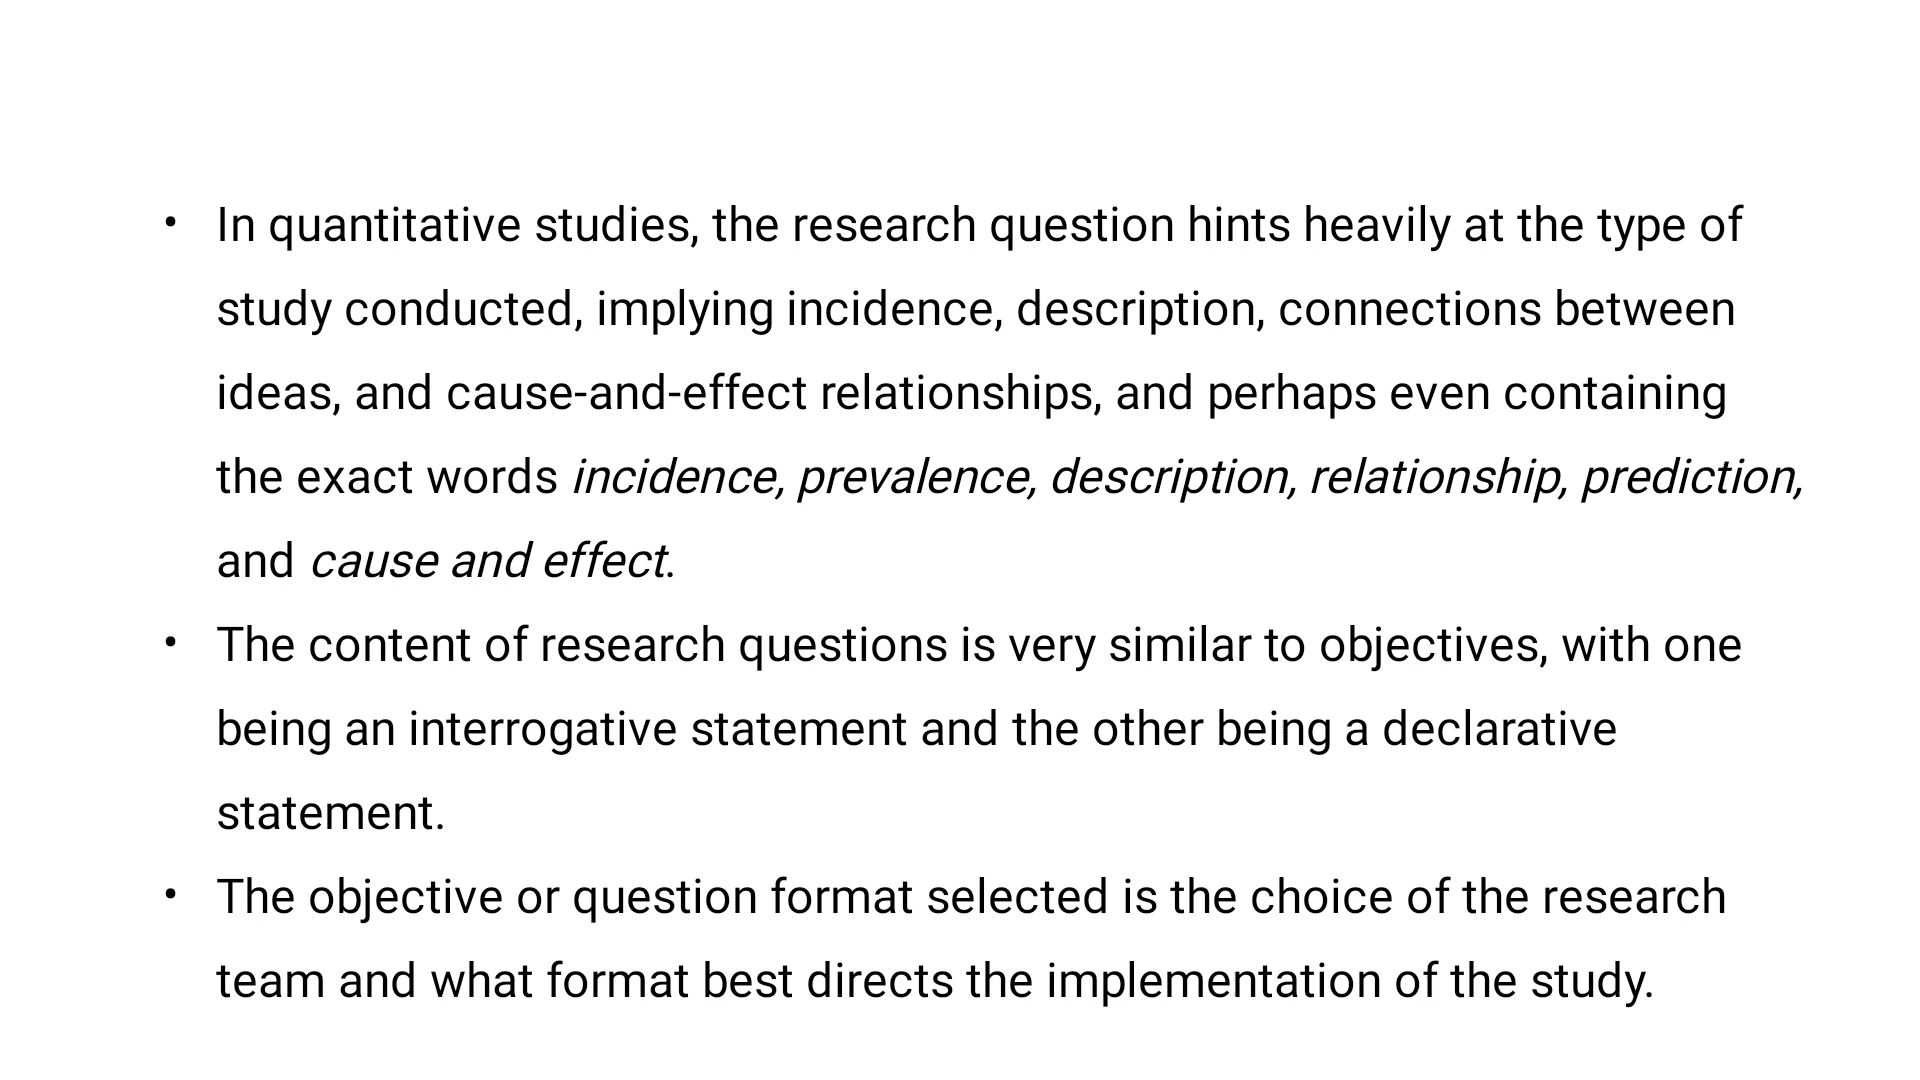 • In quantitative studies, the research question hints heavily at the type of
study conducted, implying incidence, description, connections between
ideas, and cause-and-effect relationships, and perhaps even containing
the exact words incidence, prevalence, description, relationship, prediction,
and cause and effect.
• The content of research questions is very similar to objectives, with one
being an interrogative statement and the other being a declarative
statement.
• The objective or question format selected is the choice of the research
team and what format best directs the implementation of the study.